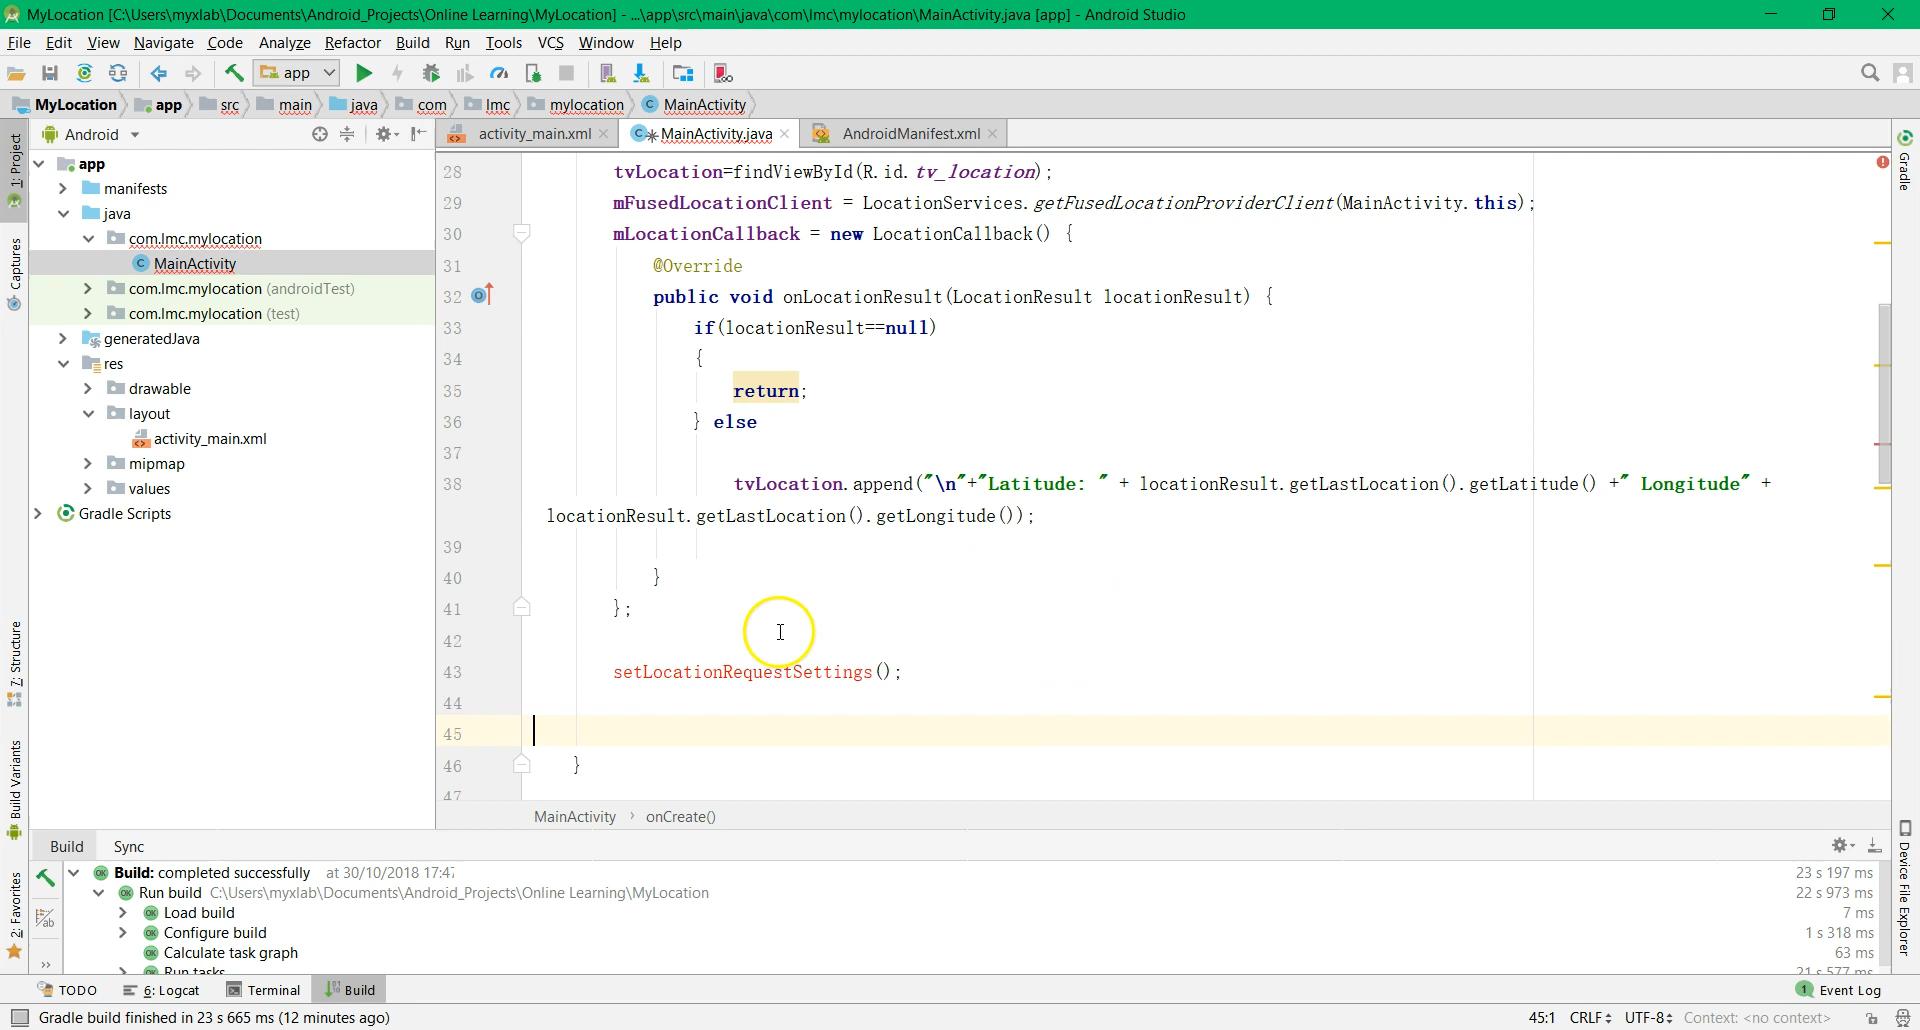 MyLocation [C:\Users\myxlab\Documents\Android_Projects\Online Learning\MyLocation] - ...\app\src\main\java\com\lmc\mylocation\MainActivity.java [app] - Android Studio
File Edit View Navigate Code Analyze Refactor Build Run Tools VCS Window Help
app
MyLocation app src main java com lmc mylocation C MainActivity
Android
activity_main.xml MainActivity.java AndroidManifest.xml
1: Project
Captures
7: Structure
Build Variants
2: Favorites
app
manifests
java
com.lmc.mylocation
C MainActivity
com.lmc.mylocation (androidTest)
com.lmc.mylocation (test)
generatedJava
res
drawable
layout
activity_main.xml
mipmap
values
Gradle Scripts
28 tvLocation=findViewById(R.id.tv_location);
29 mFusedLocationClient = LocationServices.getFusedLocationProviderClient(MainActivity.this);
30 mLocationCallback = new LocationCallback() {
31 @Override
32 public void onLocationResult(LocationResult locationResult) {
33 if(locationResult==null)
34 {
35 return;
36 } else
37
38 tvLocation.append("\n"+"Latitude: " + locationResult.getLastLocation().getLatitude() +" Longitude" +
locationResult.getLastLocation().getLongitude());
39
40 }
41 };
42
43 setLocationRequestSettings();
44
45
46 }
47
MainActivity › onCreate()
Gradle
Device File Explorer
Build Sync
Build: completed successfully at 30/10/2018 17:47 23 s 197 ms
Run build C:\Users\myxlab\Documents\Android_Projects\Online Learning\MyLocation 22 s 973 ms
Load build 7 ms
Configure build 1 s 318 ms
Calculate task graph 63 ms
Run tasks 21 s 577 ms
TODO 6: Logcat Terminal Build 1 Event Log
Gradle build finished in 23 s 665 ms (12 minutes ago) 45:1 CRLF UTF-8 Context: <no context>